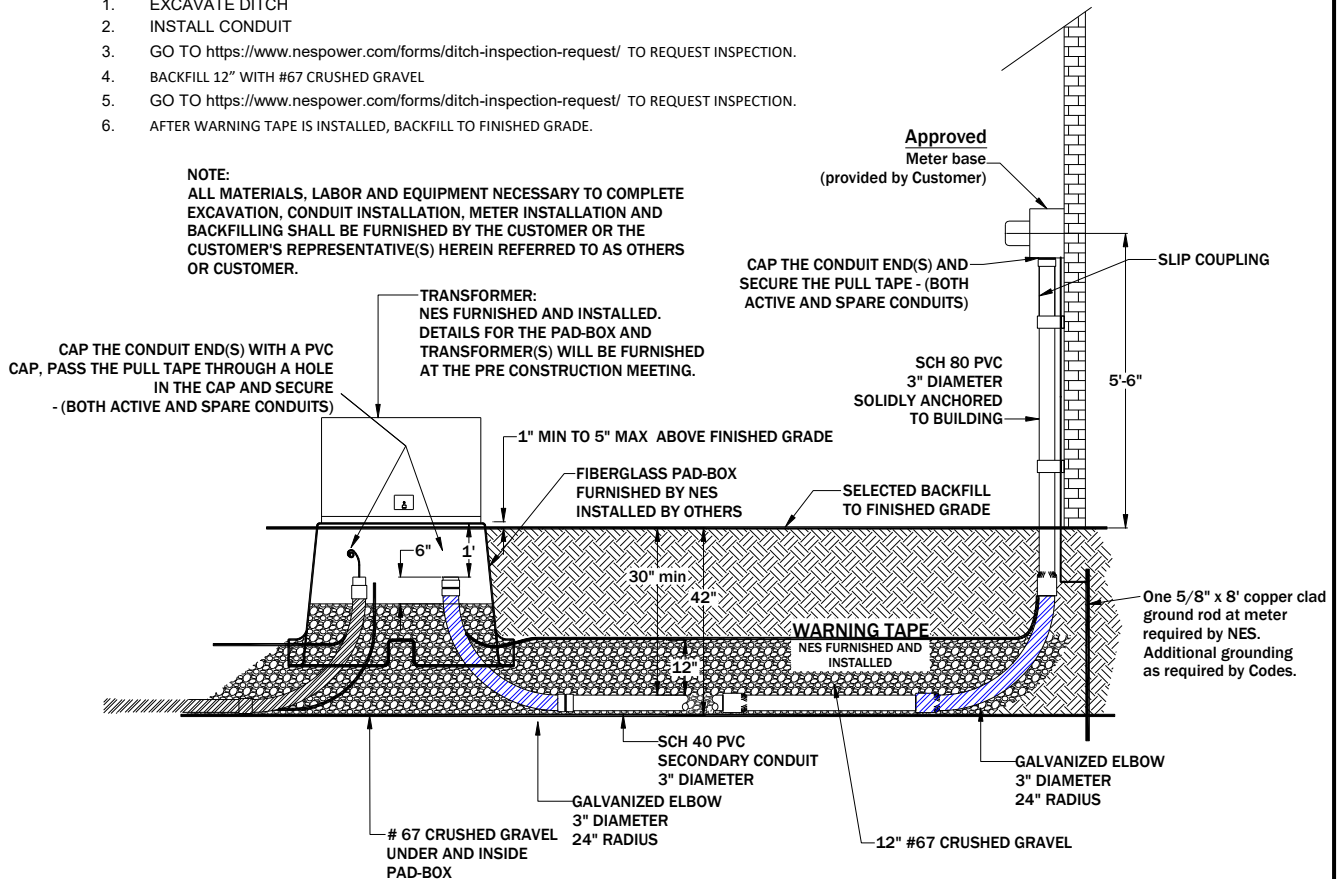 1. EXCAVATE DITCH
2. INSTALL CONDUIT
3. GO TO https://www.nespower.com/forms/ditch-inspection-request/ TO REQUEST INSPECTION.
4. BACKFILL 12" WITH #67 CRUSHED GRAVEL
5. GO TO https://www.nespower.com/forms/ditch-inspection-request/ TO REQUEST INSPECTION.
6. AFTER WARNING TAPE IS INSTALLED, BACKFILL TO FINISHED GRADE.
NOTE:
ALL MATERIALS, LABOR AND EQUIPMENT NECESSARY TO COMPLETE
EXCAVATION, CONDUIT INSTALLATION, METER INSTALLATION AND
BACKFILLING SHALL BE FURNISHED BY THE CUSTOMER OR THE
CUSTOMER'S REPRESENTATIVE(S) HEREIN REFERRED TO AS OTHERS
OR CUSTOMER.
Approved
Meter base
(provided by Customer)
CAP THE CONDUIT END(S) AND
SECURE THE PULL TAPE - (BOTH
ACTIVE AND SPARE CONDUITS)
SLIP COUPLING
TRANSFORMER:
NES FURNISHED AND INSTALLED.
DETAILS FOR THE PAD-BOX AND
TRANSFORMER(S) WILL BE FURNISHED
AT THE PRE CONSTRUCTION MEETING.
CAP THE CONDUIT END(S) WITH A PVC
CAP, PASS THE PULL TAPE THROUGH A HOLE
IN THE CAP AND SECURE
- (BOTH ACTIVE AND SPARE CONDUITS)
SCH 80 PVC
3" DIAMETER
SOLIDLY ANCHORED
TO BUILDING
5'-6"
1" MIN TO 5" MAX ABOVE FINISHED GRADE
FIBERGLASS PAD-BOX
FURNISHED BY NES
INSTALLED BY OTHERS
SELECTED BACKFILL
TO FINISHED GRADE
6"
1'
30" min
42"
12"
WARNING TAPE
NES FURNISHED AND
INSTALLED
One 5/8" x 8' copper clad
ground rod at meter
required by NES.
Additional grounding
as required by Codes.
SCH 40 PVC
SECONDARY CONDUIT
3" DIAMETER
GALVANIZED ELBOW
3" DIAMETER
24" RADIUS
GALVANIZED ELBOW
3" DIAMETER
24" RADIUS
# 67 CRUSHED GRAVEL
UNDER AND INSIDE
PAD-BOX
12" #67 CRUSHED GRAVEL